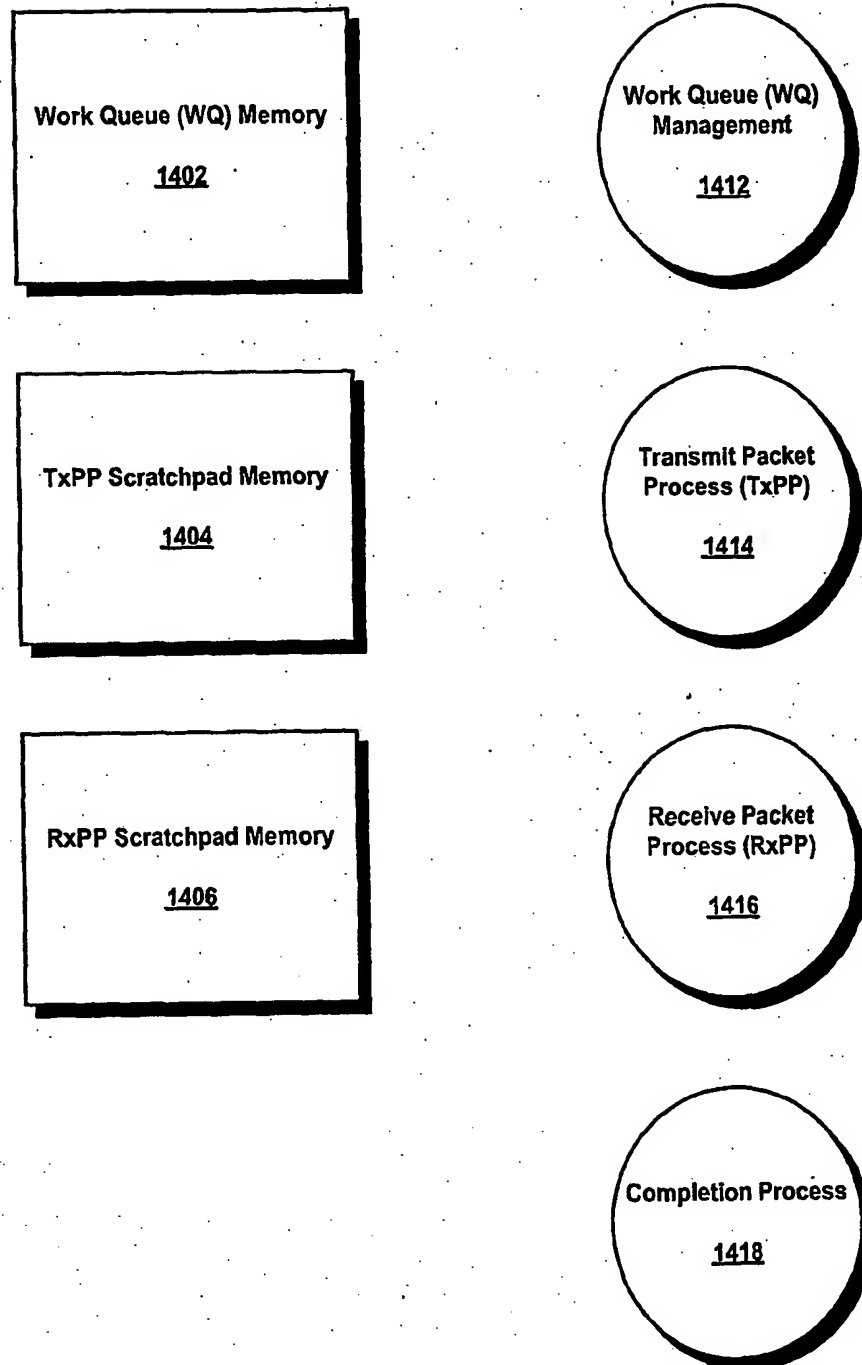 Work Queue (WQ) Memory
1402
Work Queue (WQ)
Management
1412
TxPP Scratchpad Memory
1404
Transmit Packet
Process (TxPP)
1414
RxPP Scratchpad Memory
1406
Receive Packet
Process (RxPP)
1416
Completion Process
1418